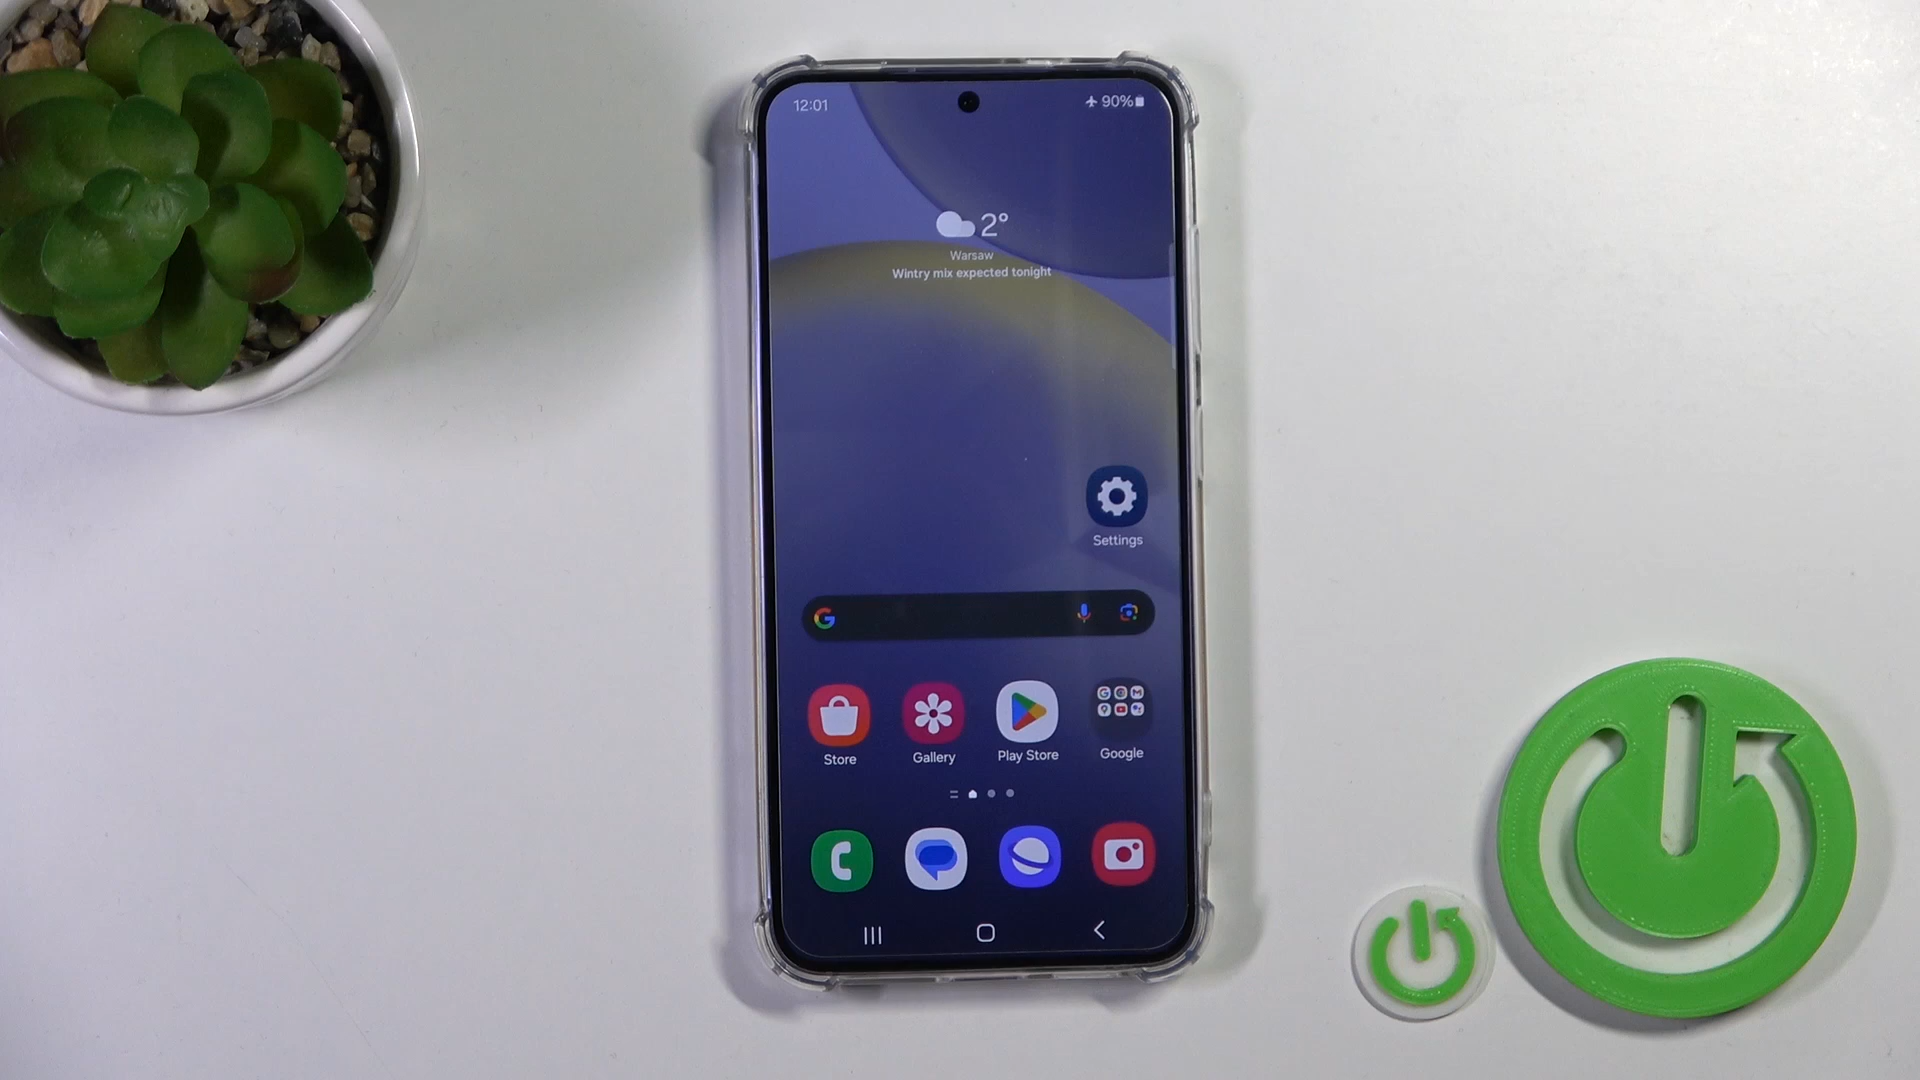 12:01
90%
2°
Warsaw
Wintry mix expected tonight
Settings
Store
Gallery
Play Store
Google